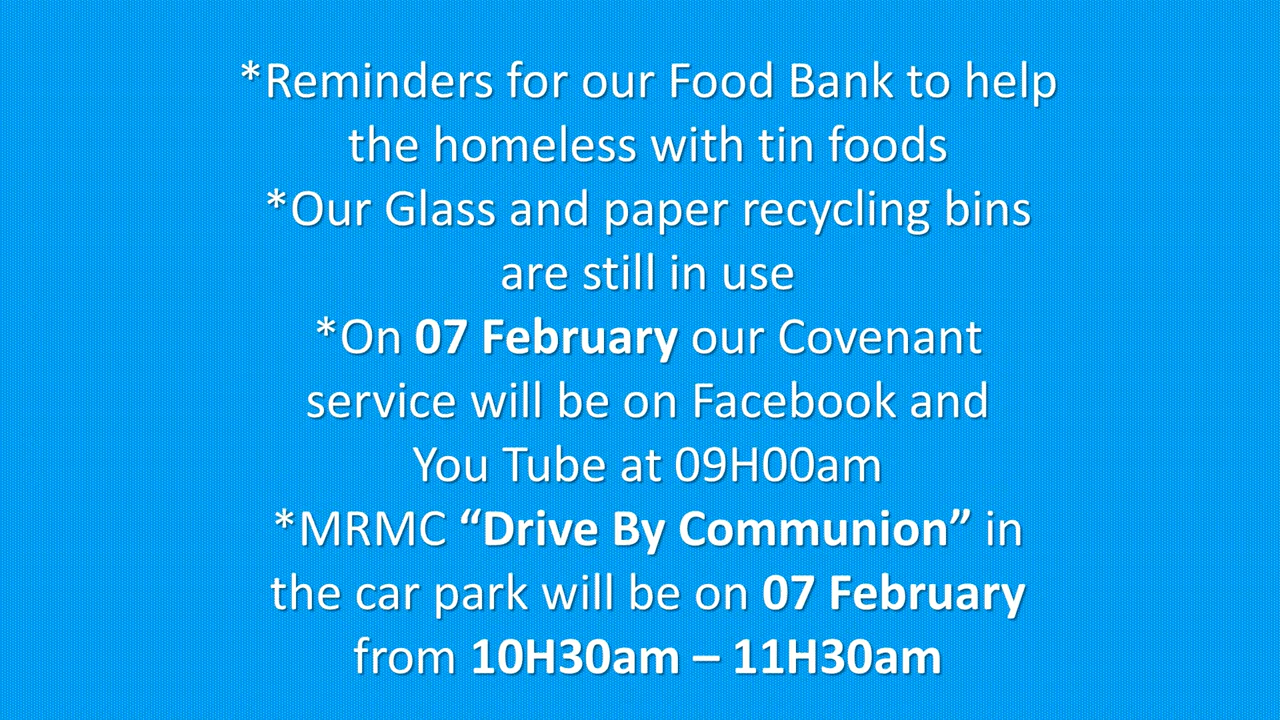 *Reminders for our Food Bank to help
the homeless with tin foods
*Our Glass and paper recycling bins
are still in use
*On 07 February our Covenant
service will be on Facebook and
You Tube at 09H00am
*MRMC “Drive By Communion” in
the car park will be on 07 February
from 10H30am – 11H30am